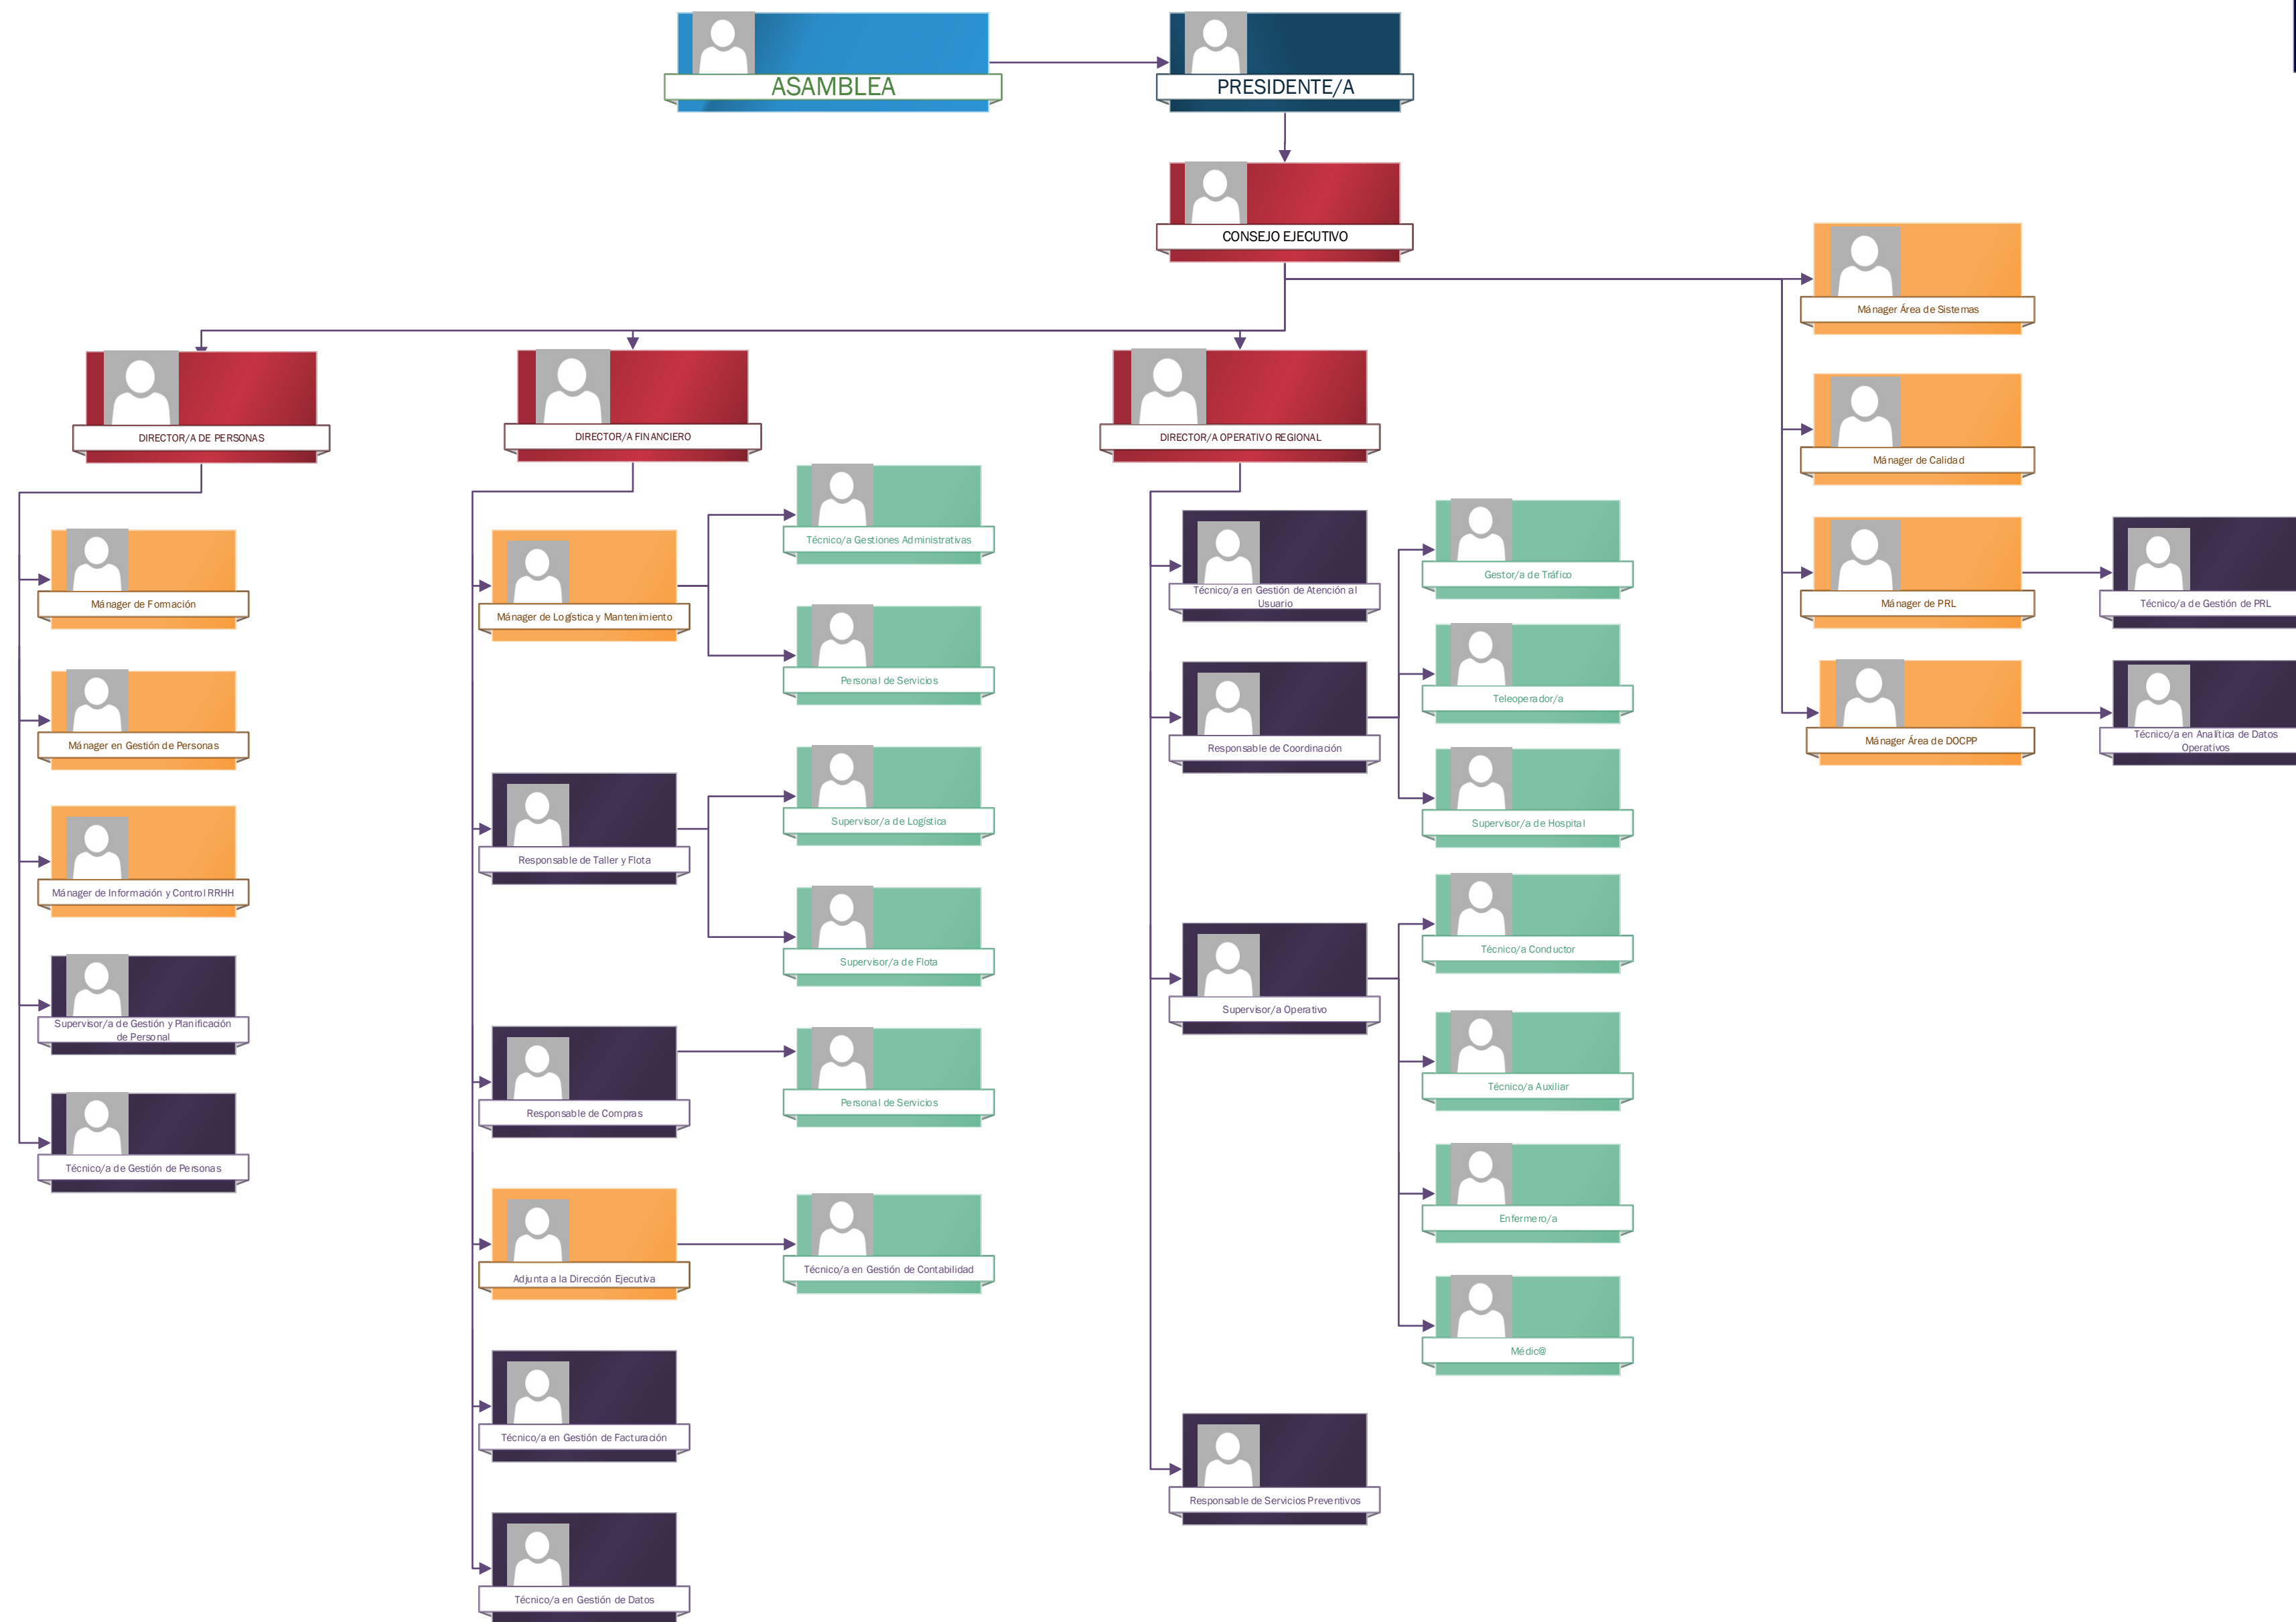 ASAMBLEA
PRESIDENTE/A
CONSEJO EJECUTIVO
DIRECTOR/A DE PERSONAS
Mánager de Formación
Mánager en Gestión de Personas
Mánager de Información y Control RRHH
Supervisor/a de Gestión y Planificación
de Personal
Técnico/a de Gestión de Personas
DIRECTOR/A FINANCIERO
Mánager de Logística y Mantenimiento
Técnico/a Gestiones Administrativas
Personal de Servicios
Responsable de Taller y Flota
Supervisor/a de Logística
Supervisor/a de Flota
Responsable de Compras
Personal de Servicios
Adjunta a la Dirección Ejecutiva
Técnico/a en Gestión de Contabilidad
Técnico/a en Gestión de Facturación
Técnico/a en Gestión de Datos
DIRECTOR/A OPERATIVO REGIONAL
Técnico/a en Gestión de Atención al
Usuario
Responsable de Coordinación
Gestor/a de Tráfico
Teleoperador/a
Supervisor/a de Hospital
Supervisor/a Operativo
Técnico/a Conductor
Técnico/a Auxiliar
Enfermero/a
Médic@
Responsable de Servicios Preventivos
Mánager Área de Sistemas
Mánager de Calidad
Mánager de PRL
Técnico/a de Gestión de PRL
Mánager Área de DOCPP
Técnico/a en Analítica de Datos
Operativos